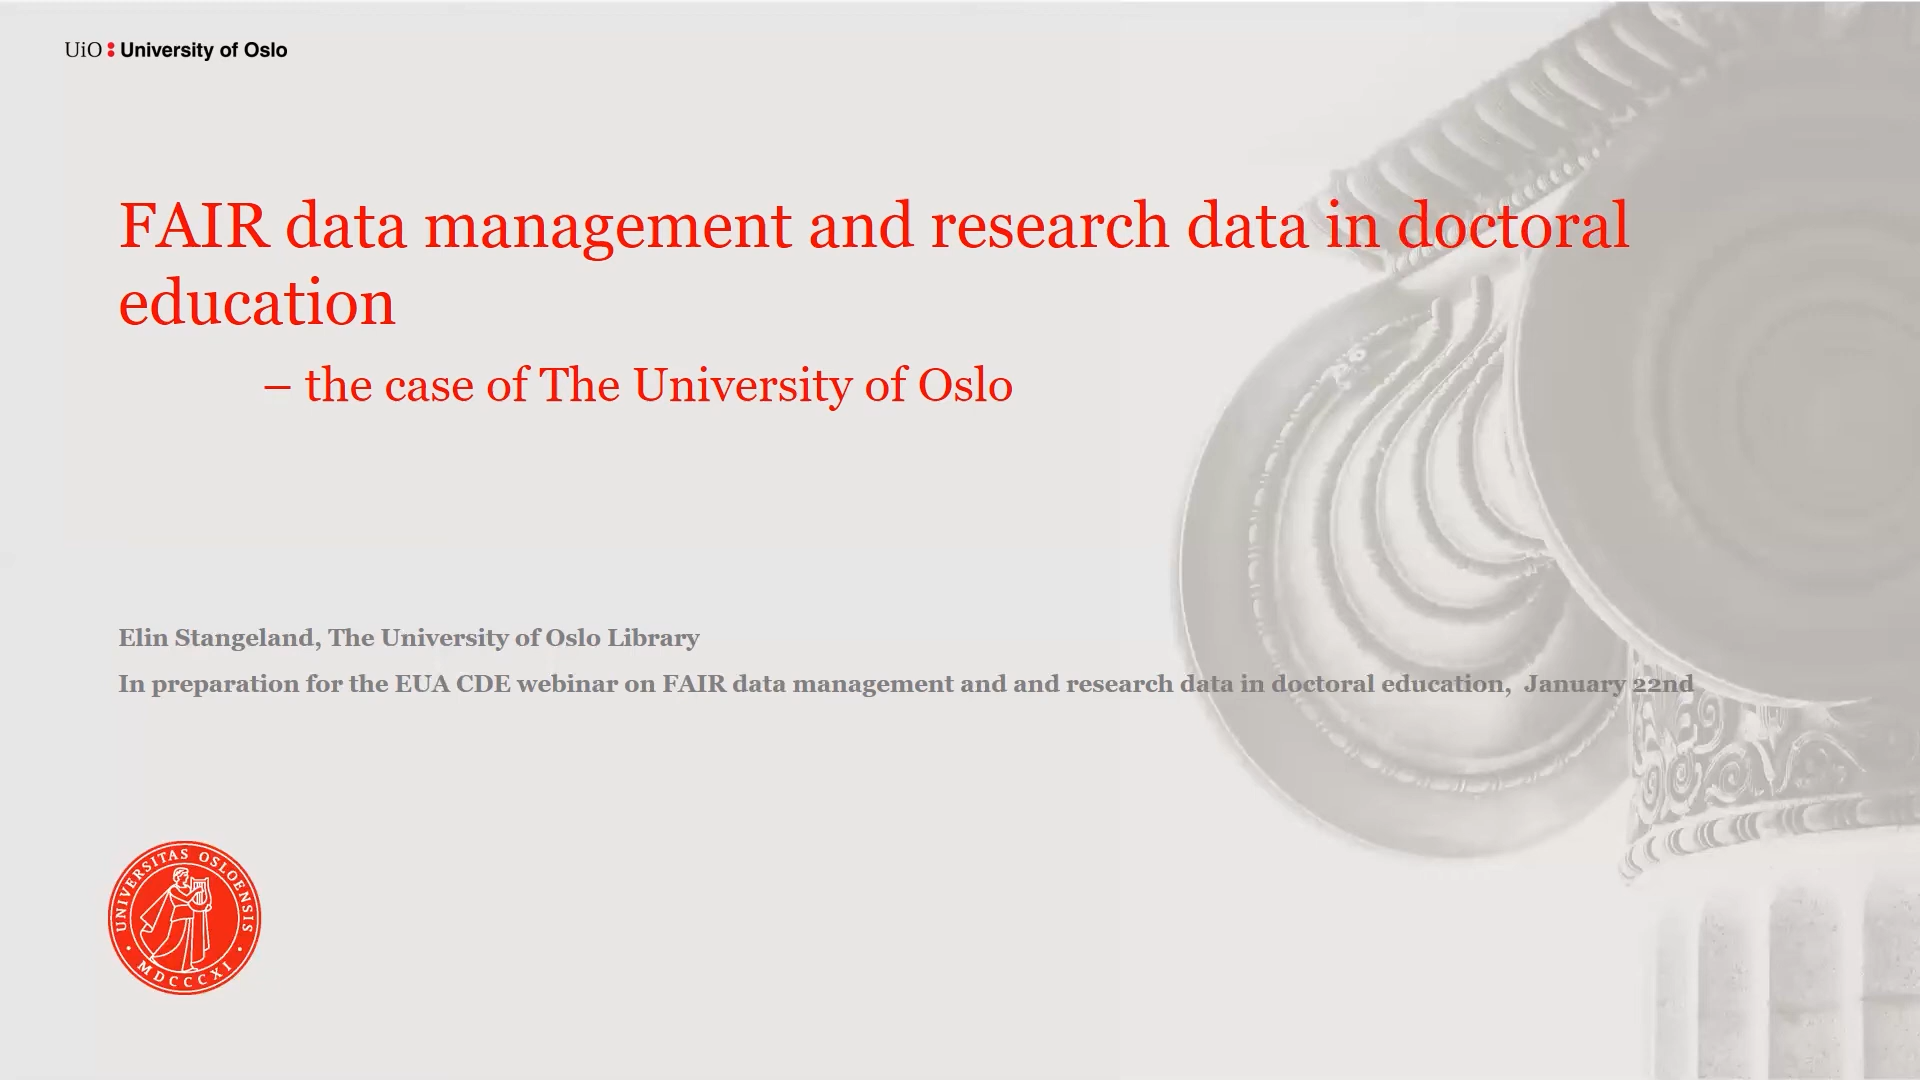 UiO : University of Oslo
FAIR data management and research data in doctoral
education
– the case of The University of Oslo
Elin Stangeland, The University of Oslo Library
In preparation for the EUA CDE webinar on FAIR data management and and research data in doctoral education,  January 22nd
UNIVERSITAS OSLOENSIS
MDCCCXI